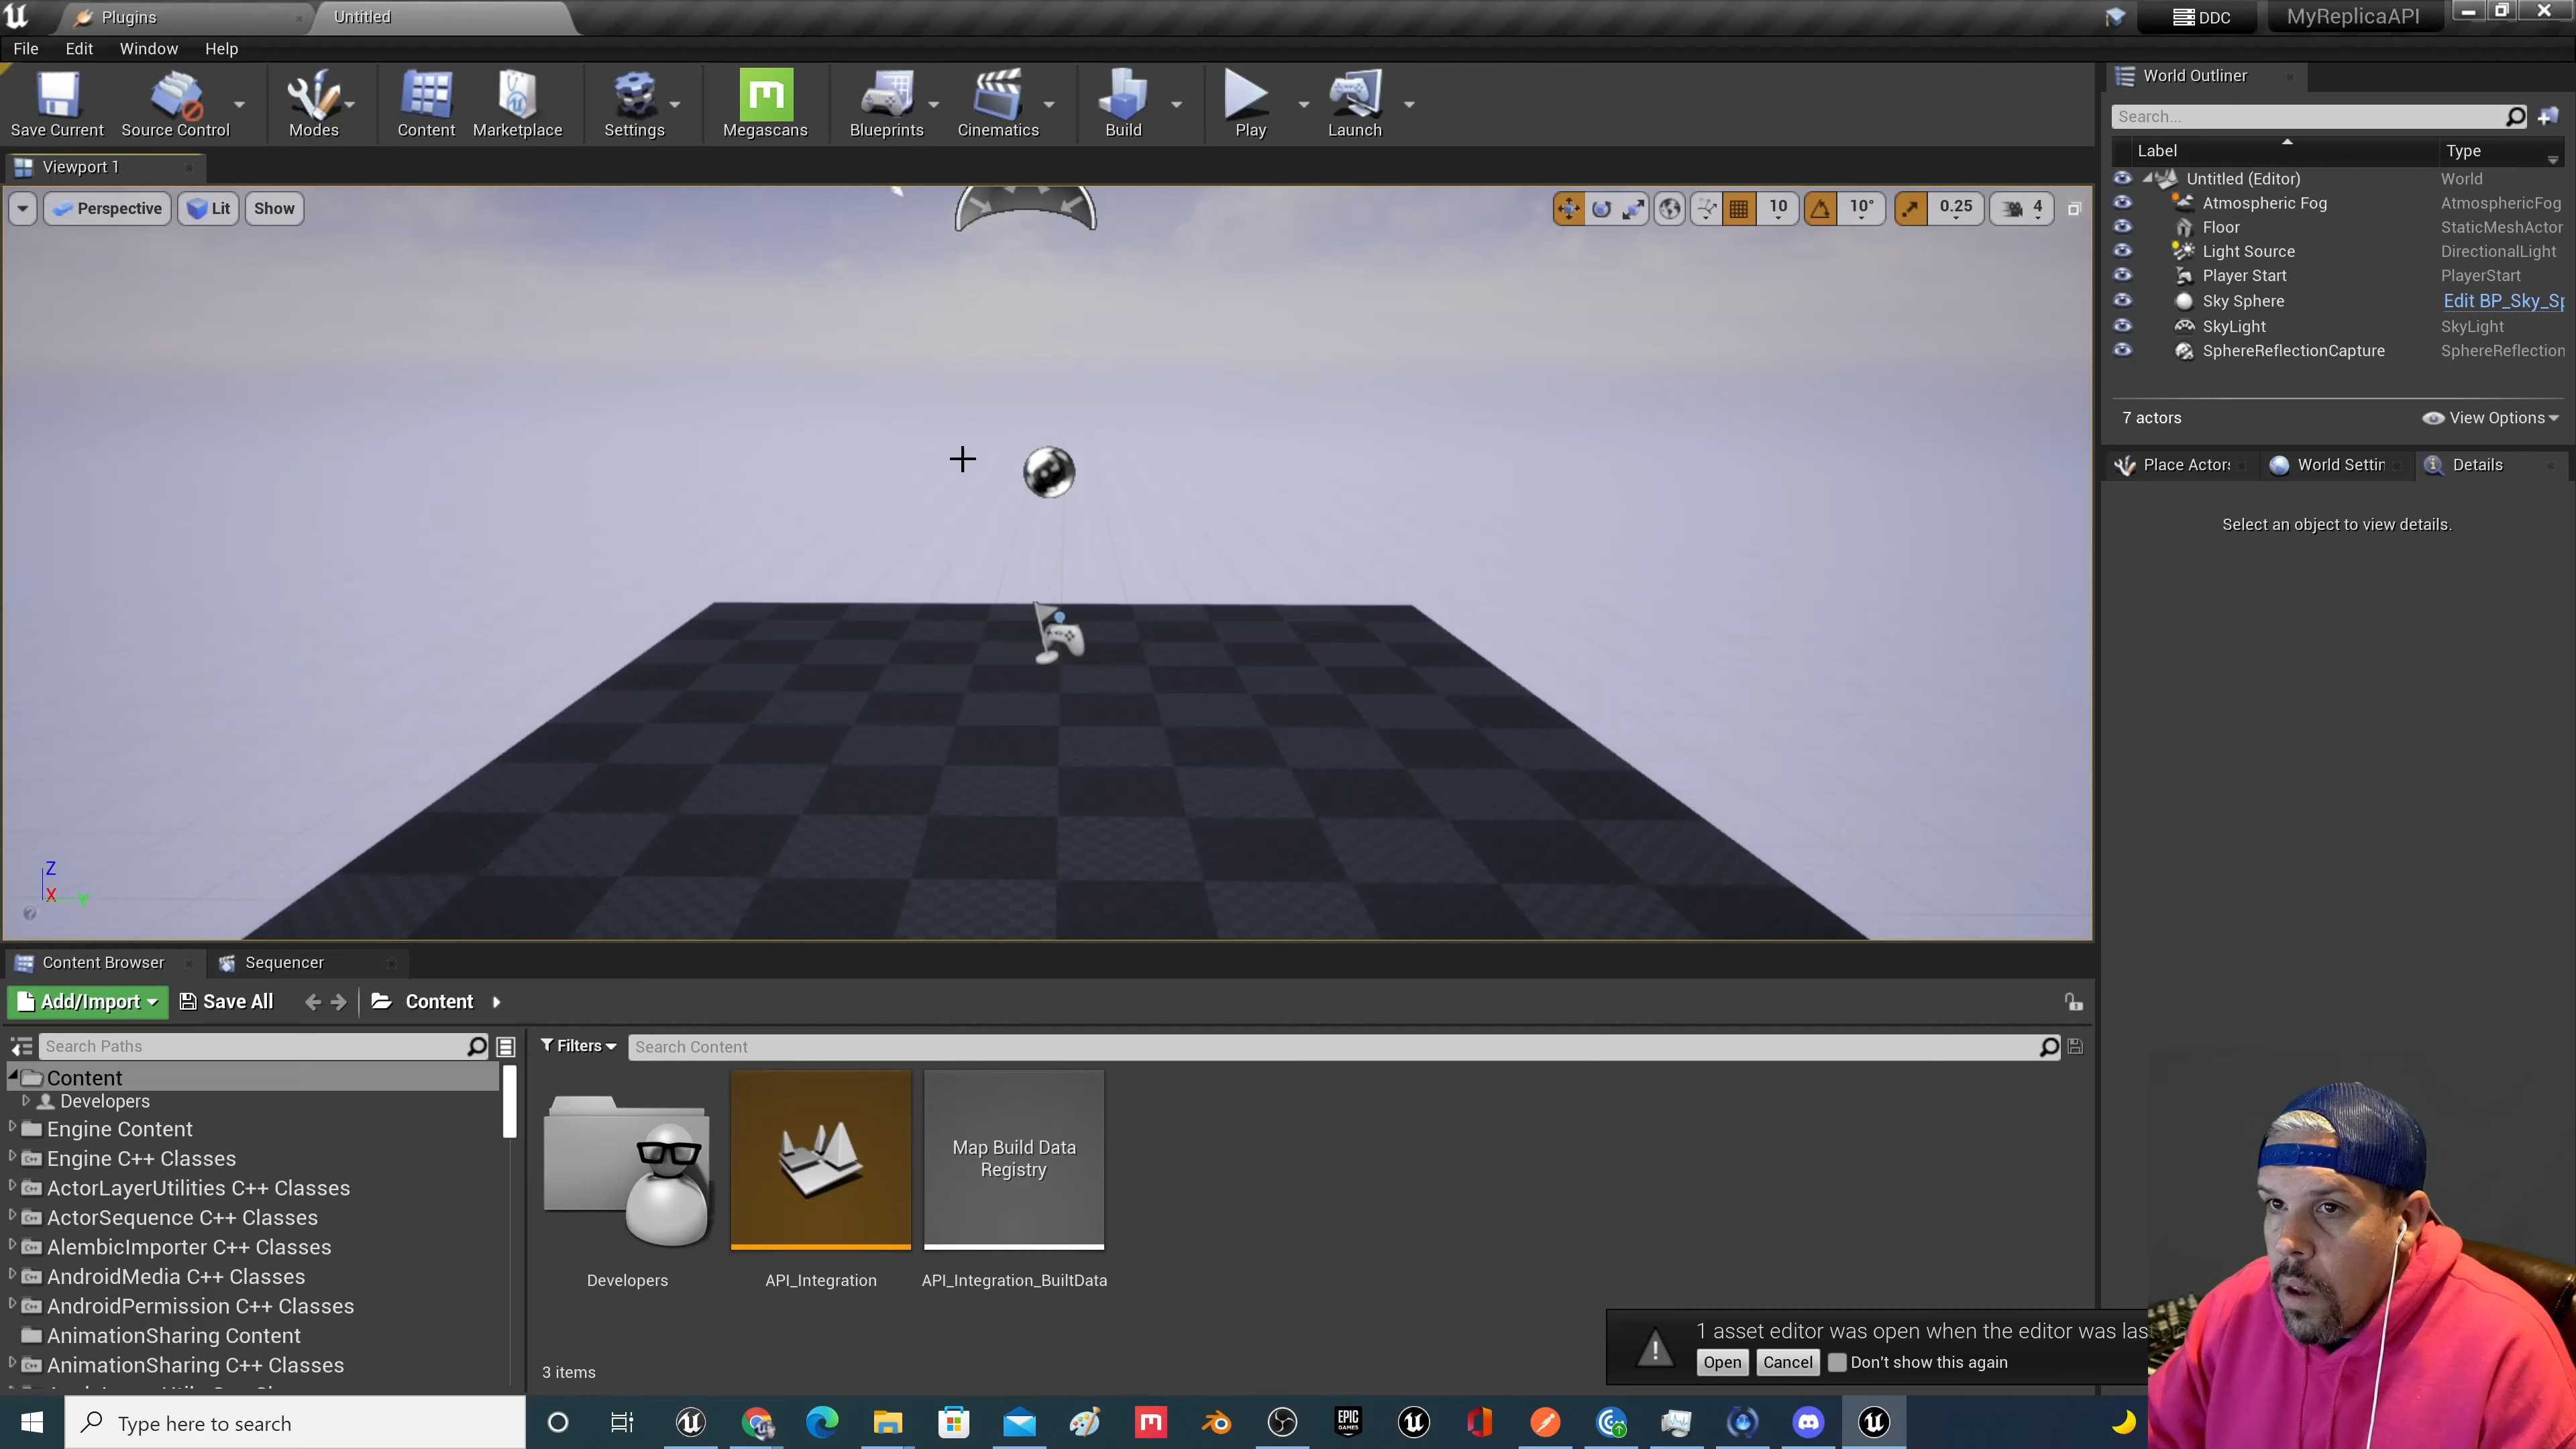 Plugins
Untitled
DDC
MyReplicaAPI
File Edit Window Help
Save Current
Source Control
Modes
Content
Marketplace
Settings
Megascans
Blueprints
Cinematics
Build
Play
Launch
World Outliner
Search...
Label Type
Untitled (Editor) World
Atmospheric Fog AtmosphericFog
Floor StaticMeshActor
Light Source DirectionalLight
Player Start PlayerStart
Sky Sphere Edit BP_Sky_Sp
SkyLight SkyLight
SphereReflectionCapture SphereReflection
7 actors
View Options
Place Actors
World Settin
Details
Select an object to view details.
Viewport 1
Perspective
Lit
Show
10
10°
0.25
4
Z
X
Y
Content Browser
Sequencer
Add/Import
Save All
Content
Search Paths
Filters
Search Content
Content
Developers
Engine Content
Engine C++ Classes
ActorLayerUtilities C++ Classes
ActorSequence C++ Classes
AlembicImporter C++ Classes
AndroidMedia C++ Classes
AndroidPermission C++ Classes
AnimationSharing Content
AnimationSharing C++ Classes
Map Build Data
Registry
Developers
API_Integration
API_Integration_BuiltData
3 items
1 asset editor was open when the editor was las
Open
Cancel
Don't show this again
Type here to search
EPIC
GAMES